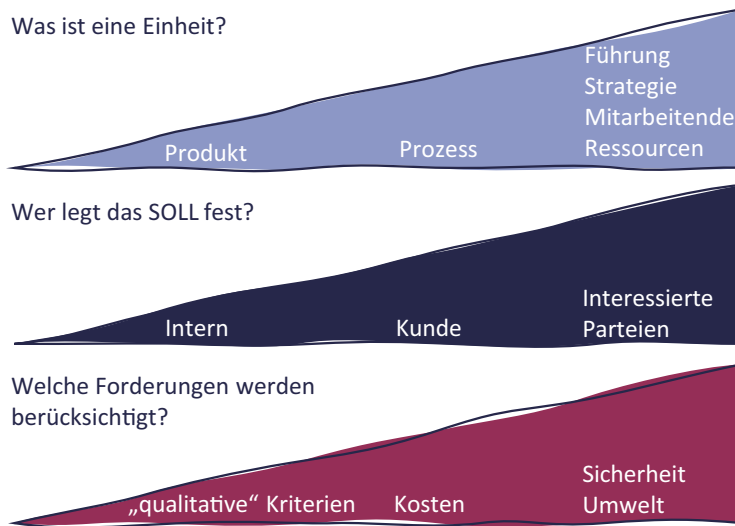 Was ist eine Einheit?
Führung
Strategie
Mitarbeitende
Produkt Prozess Ressourcen
Wer legt das SOLL fest?
Interessierte
Intern Kunde Parteien
Welche Forderungen werden
berücksichtigt?
Sicherheit
„qualitative“ Kriterien Kosten Umwelt